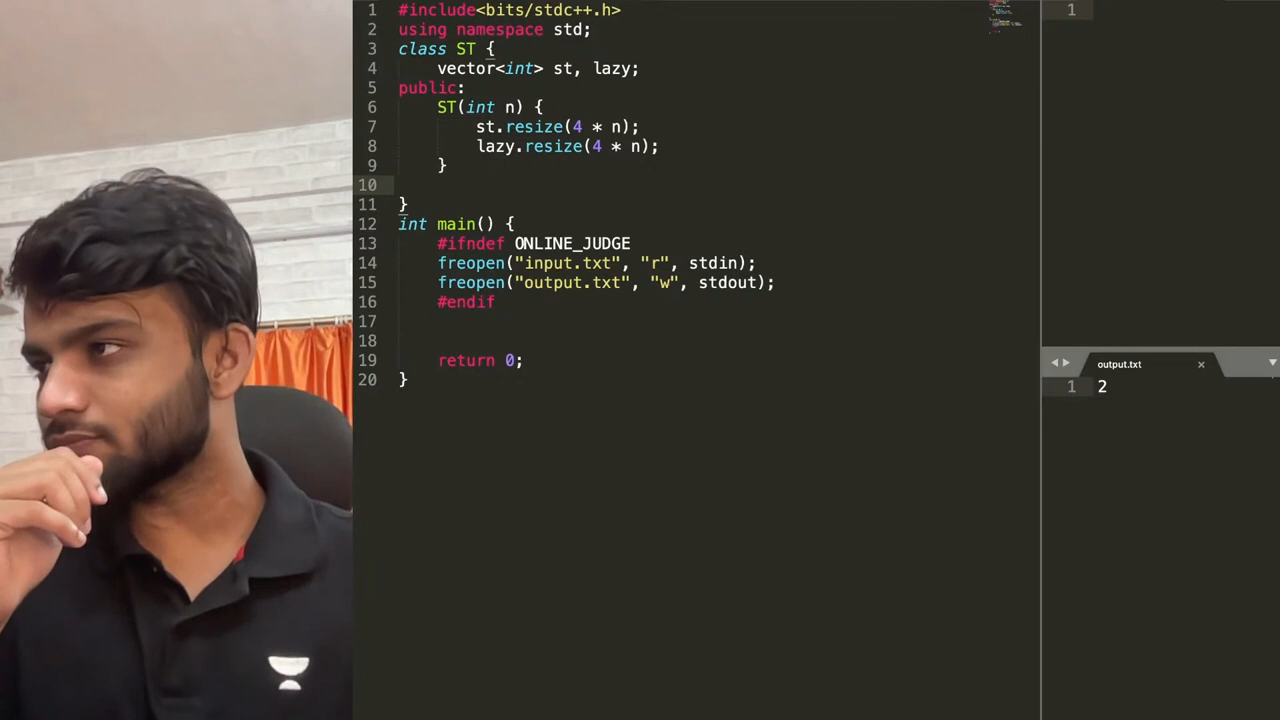 1 #include<bits/stdc++.h>
2 using namespace std;
3 class ST {
4     vector<int> st, lazy;
5 public:
6     ST(int n) {
7         st.resize(4 * n);
8         lazy.resize(4 * n);
9     }
10
11 }
12 int main() {
13     #ifndef ONLINE_JUDGE
14     freopen("input.txt", "r", stdin);
15     freopen("output.txt", "w", stdout);
16     #endif
17
18
19     return 0;
20 }
1
output.txt ×
1 2